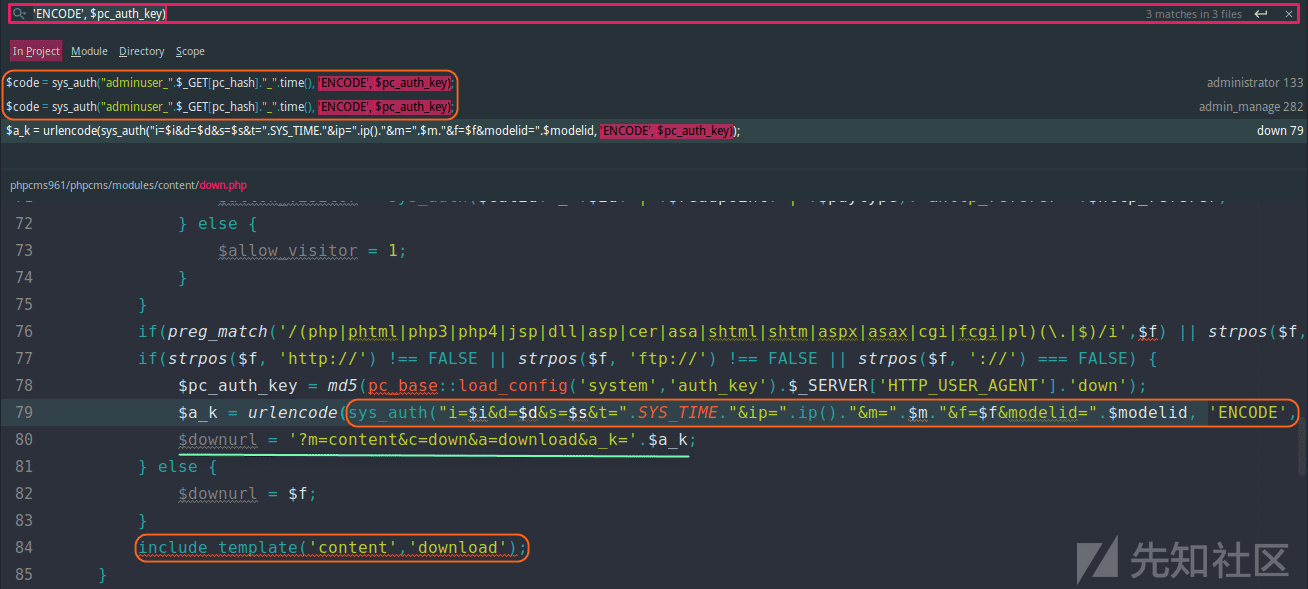 'ENCODE', $pc_auth_key)
3 matches in 3 files
In Project Module Directory Scope
$code = sys_auth("adminuser_".$_GET[pc_hash]."_".time(), 'ENCODE', $pc_auth_key); administrator 133
$code = sys_auth("adminuser_".$_GET[pc_hash]."_".time(), 'ENCODE', $pc_auth_key); admin_manage 282
$a_k = urlencode(sys_auth("i=$i&d=$d&s=$s&t=".SYS_TIME."&ip=".ip()."&m=".$m."&f=$f&modelid=".$modelid, 'ENCODE', $pc_auth_key)); down 79
phpcms961/phpcms/modules/content/down.php
72 } else {
73 $allow_visitor = 1;
74 }
75 }
76 if(preg_match('/(php|phtml|php3|php4|jsp|dll|asp|cer|asa|shtml|shtm|aspx|asax|cgi|fcgi|pl)(\.|$)/i',$f) || strpos($f,
77 if(strpos($f, 'http://') !== FALSE || strpos($f, 'ftp://') !== FALSE || strpos($f, '://') === FALSE) {
78 $pc_auth_key = md5(pc_base::load_config('system','auth_key').$_SERVER['HTTP_USER_AGENT'].'down');
79 $a_k = urlencode(sys_auth("i=$i&d=$d&s=$s&t=".SYS_TIME."&ip=".ip()."&m=".$m."&f=$f&modelid=".$modelid, 'ENCODE',
80 $downurl = '?m=content&c=down&a=download&a_k='.$a_k;
81 } else {
82 $downurl = $f;
83 }
84 include template('content','download');
85 }
先知社区